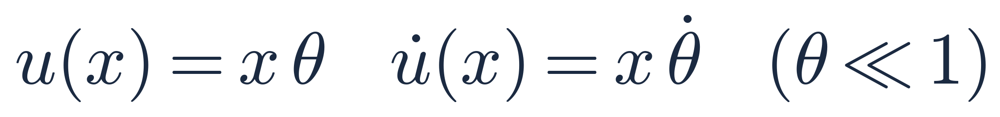 u(x) = x θ   u̇(x) = x θ̇   (θ ≪ 1)